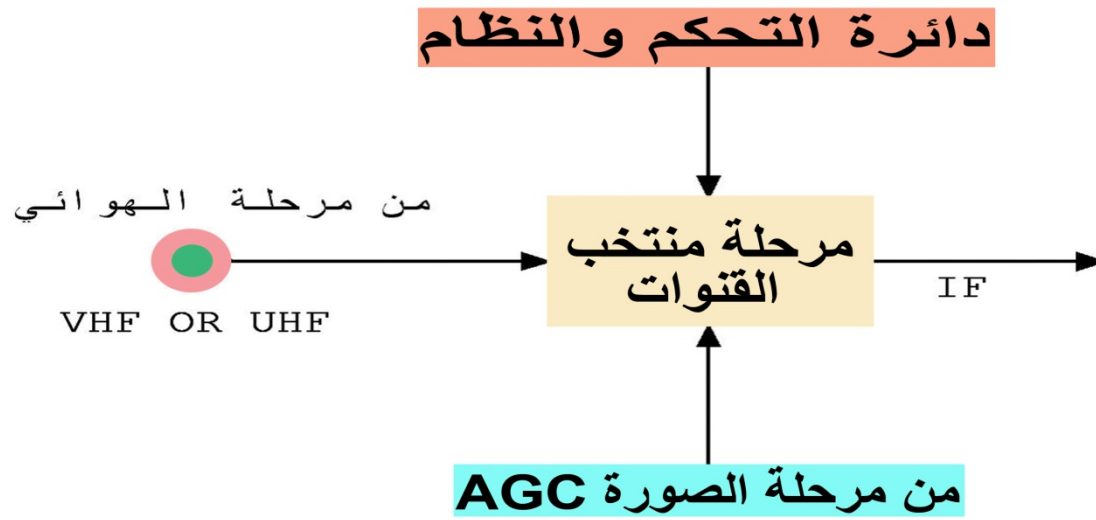 دائرة التحكم والنظام
من مرحلة الهوائي
VHF OR UHF
مرحلة منتخب
القنوات
IF
من مرحلة الصورة AGC